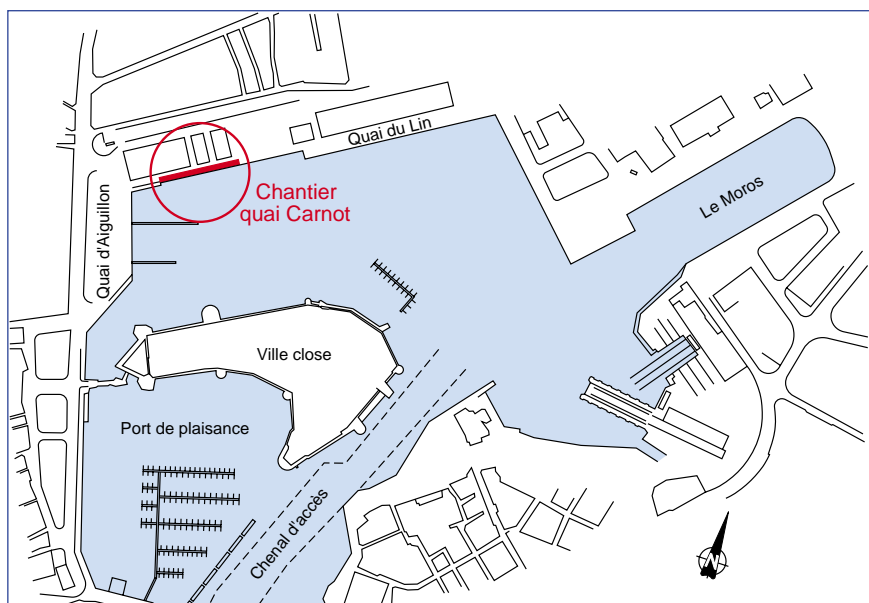 Quai du Lin
Chantier
quai Carnot
Le Moros
Quai d'Aiguillon
Ville close
Port de plaisance
Chenal d'accès
N